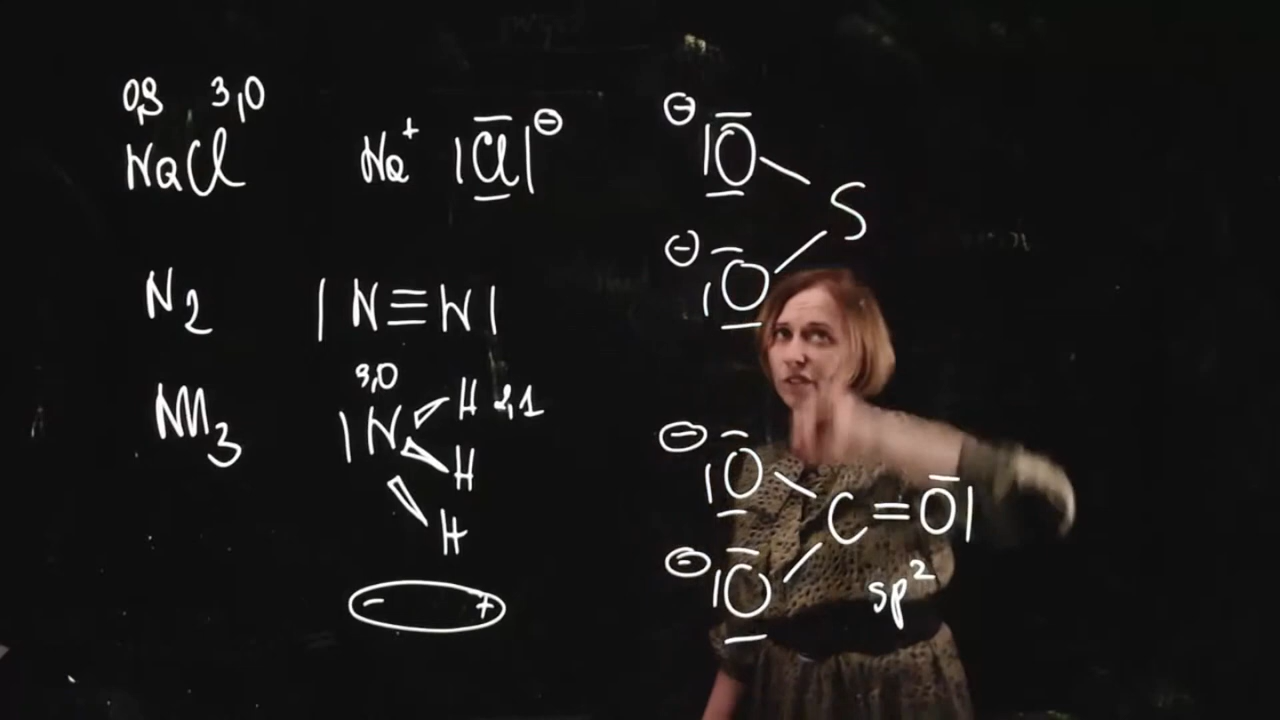 0,9 3,0
NaCl Na⁺ |Cl|⊖
N₂ |N≡N|
NH₃ 3,0
|N H 2,1
H
H
- +
⊖ |O S
⊖ |O
⊖ |O C=O|
⊖ |O sp²